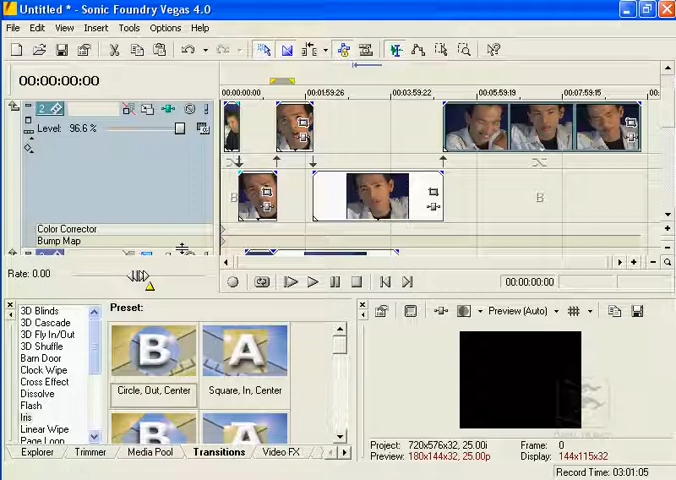 Untitled * - Sonic Foundry Vegas 4.0
File Edit View Insert Tools Options Help
00:00:00:00
00:00:00:00 00:01:59:26 00:03:59:22 00:05:59:19 00:07:59:15 00:
2
Level: 96.6 %
B B
Color Corrector
Bump Map
Rate: 0.00
00:00:00:00
3D Blinds
3D Cascade
3D Fly In/Out
3D Shuffle
Barn Door
Clock Wipe
Cross Effect
Dissolve
Flash
Iris
Linear Wipe
Page Loop
Preset:
B A
Circle, Out, Center Square, In, Center
Preview (Auto)
Project: 720x576x32, 25.00i Frame: 0
Preview: 180x144x32, 25.00p Display: 144x115x32
Explorer Trimmer Media Pool Transitions Video FX
Record Time: 03:01:05